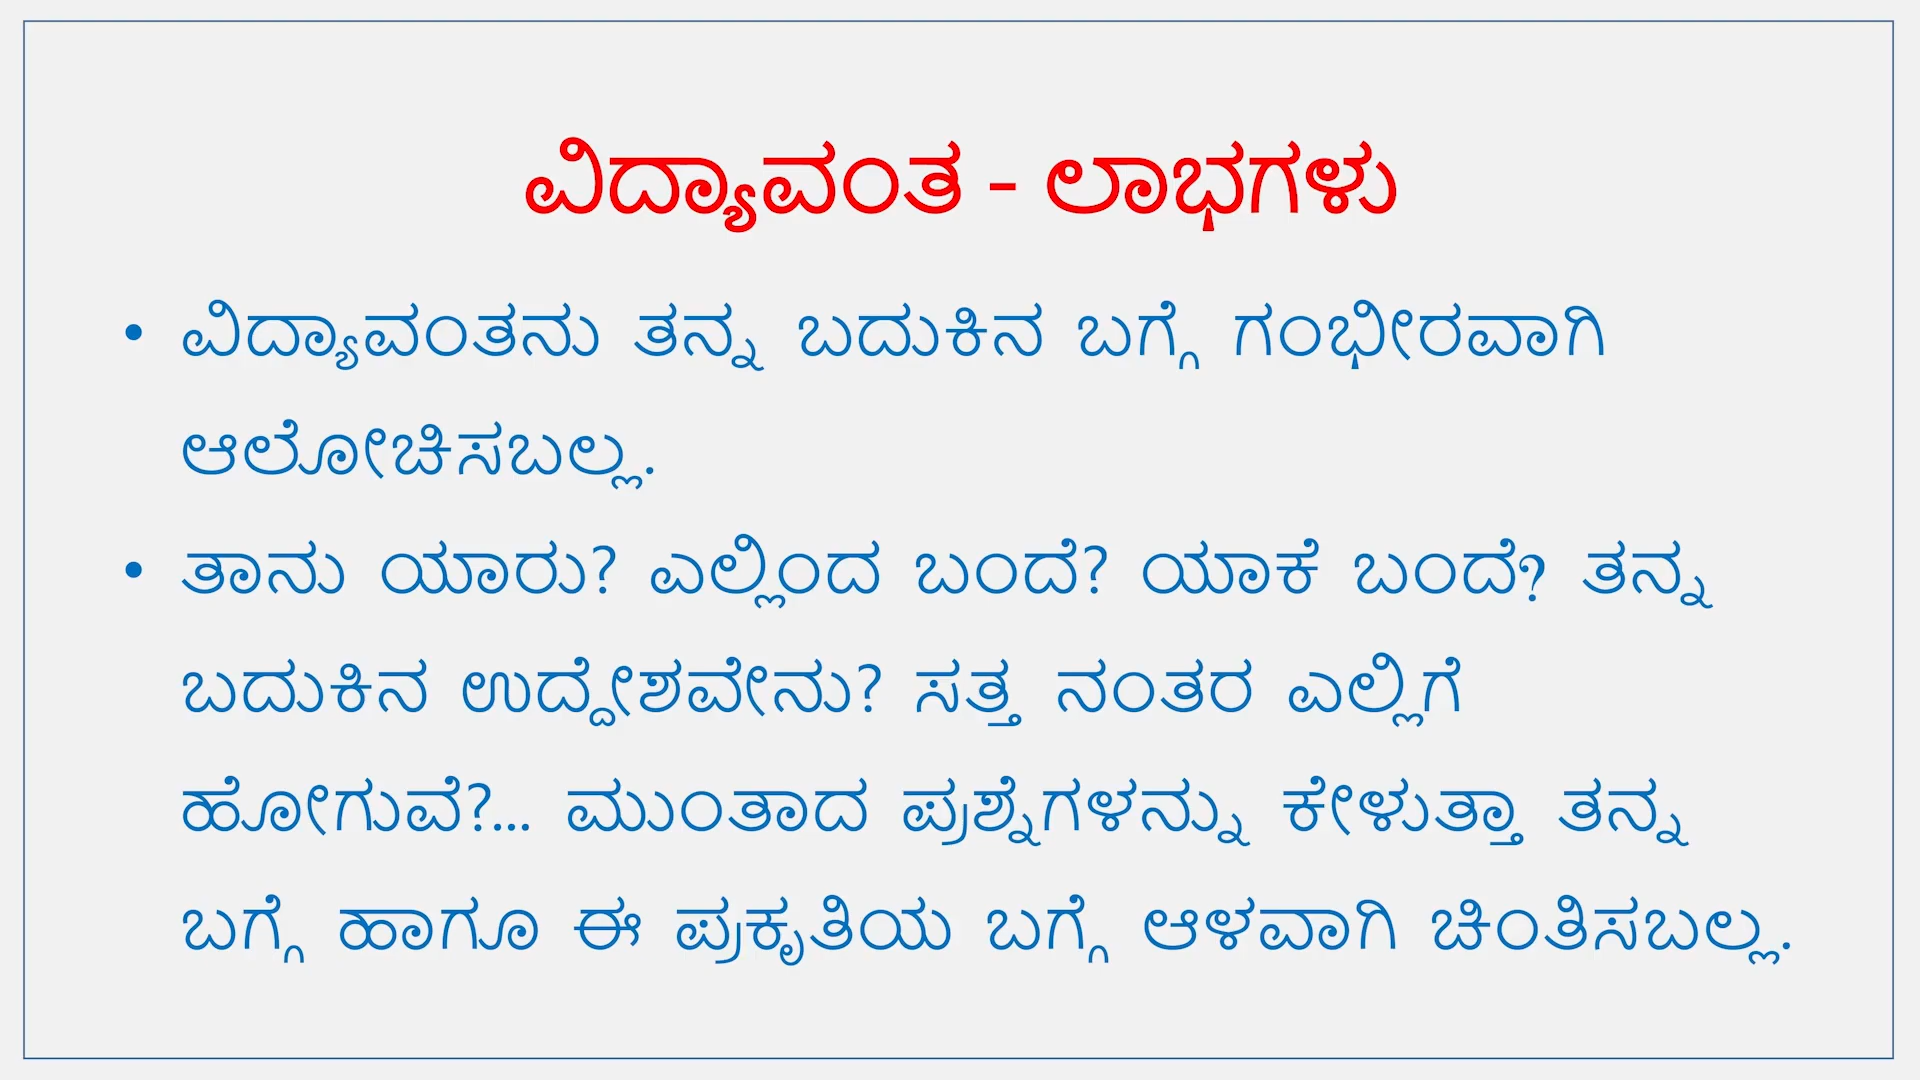 ವಿದ್ಯಾವಂತ - ಲಾಭಗಳು
• ವಿದ್ಯಾವಂತನು ತನ್ನ ಬದುಕಿನ ಬಗ್ಗೆ ಗಂಭೀರವಾಗಿ
ಆಲೋಚಿಸಬಲ್ಲ.
• ತಾನು ಯಾರು? ಎಲ್ಲಿಂದ ಬಂದೆ? ಯಾಕೆ ಬಂದೆ? ತನ್ನ
ಬದುಕಿನ ಉದ್ದೇಶವೇನು? ಸತ್ತ ನಂತರ ಎಲ್ಲಿಗೆ
ಹೋಗುವೆ?... ಮುಂತಾದ ಪ್ರಶ್ನೆಗಳನ್ನು ಕೇಳುತ್ತಾ ತನ್ನ
ಬಗ್ಗೆ ಹಾಗೂ ಈ ಪ್ರಕೃತಿಯ ಬಗ್ಗೆ ಆಳವಾಗಿ ಚಿಂತಿಸಬಲ್ಲ.